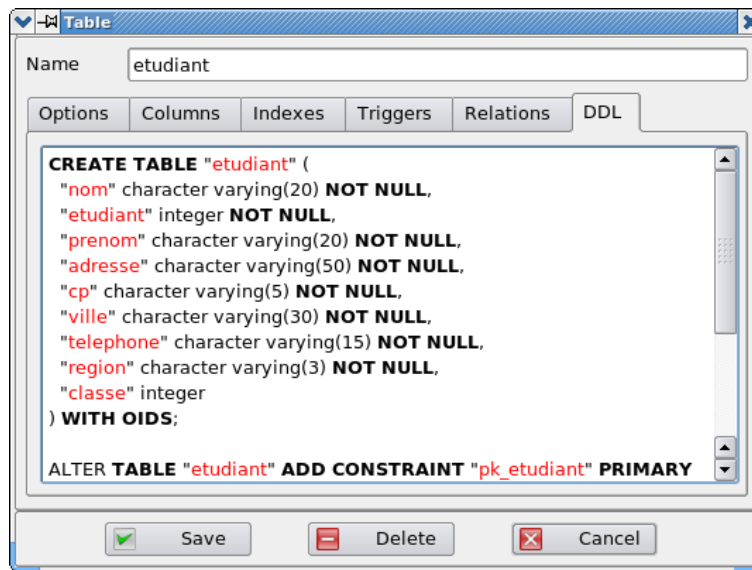 Table
Name etudiant
Options Columns Indexes Triggers Relations DDL
CREATE TABLE "etudiant" (
"nom" character varying(20) NOT NULL,
"etudiant" integer NOT NULL,
"prenom" character varying(20) NOT NULL,
"adresse" character varying(50) NOT NULL,
"cp" character varying(5) NOT NULL,
"ville" character varying(30) NOT NULL,
"telephone" character varying(15) NOT NULL,
"region" character varying(3) NOT NULL,
"classe" integer
) WITH OIDS;
ALTER TABLE "etudiant" ADD CONSTRAINT "pk_etudiant" PRIMARY
Save Delete Cancel